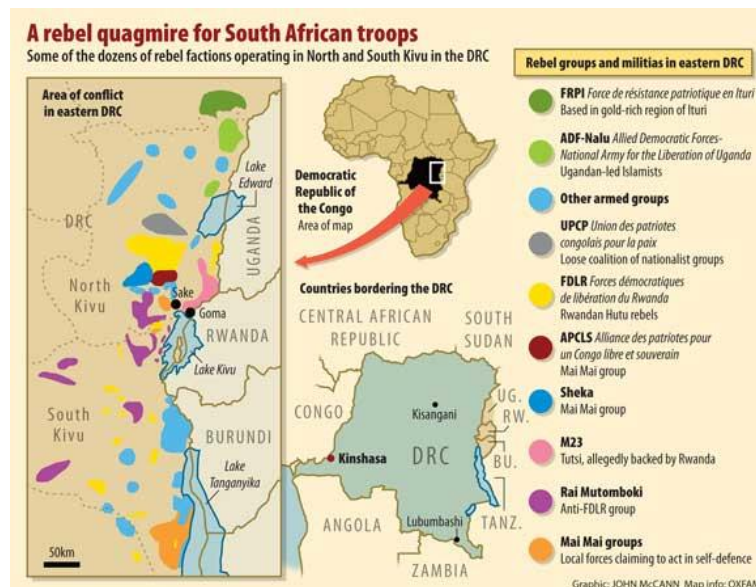 A rebel quagmire for South African troops
Some of the dozens of rebel factions operating in North and South Kivu in the DRC
Area of conflict
in eastern DRC
DRC
North
Kivu
South
Kivu
Lake
Edward
UGANDA
Sake
Goma
RWANDA
Lake Kivu
BURUNDI
Lake
Tanganyika
50km
Democratic
Republic of
the Congo
Area of map
Countries bordering the DRC
CENTRAL AFRICAN
REPUBLIC
SOUTH
SUDAN
CONGO
Kisangani
UG.
RW.
Kinshasa
DRC
BU.
TANZ.
ANGOLA
Lubumbashi
ZAMBIA
Rebel groups and militias in eastern DRC
FRPI Force de résistance patriotique en Ituri
Based in gold-rich region of Ituri
ADF-Nalu Allied Democratic Forces-
National Army for the Liberation of Uganda
Ugandan-led Islamists
Other armed groups
UPCP Union des patriotes
congolais pour la paix
Loose coalition of nationalist groups
FDLR Forces démocratiques
de libération du Rwanda
Rwandan Hutu rebels
APCLS Alliance des patriotes pour
un Congo libre et souverain
Mai Mai group
Sheka
Mai Mai group
M23
Tutsi, allegedly backed by Rwanda
Rai Mutomboki
Anti-FDLR group
Mai Mai groups
Local forces claiming to act in self-defence
Graphic: JOHN McCANN Map info: OXFAM